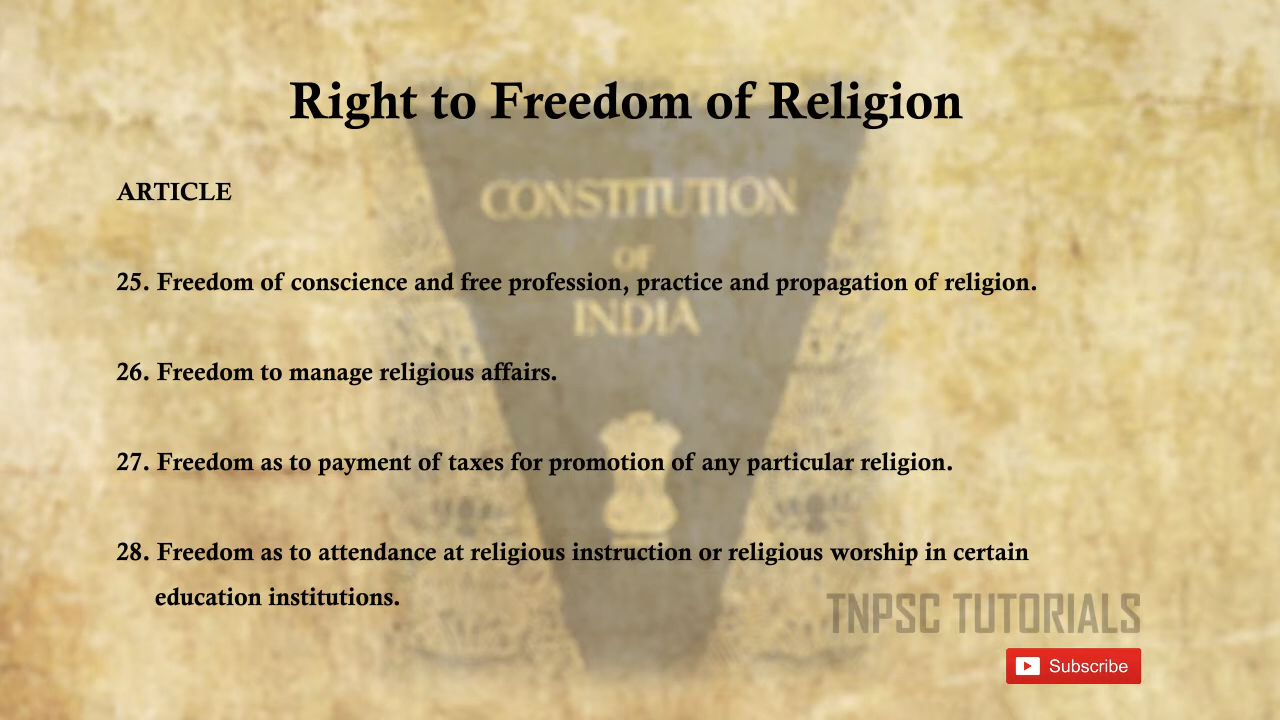 Right to Freedom of Religion
ARTICLE
CONSTITUTION
OF
INDIA
25. Freedom of conscience and free profession, practice and propagation of religion.
26. Freedom to manage religious affairs.
27. Freedom as to payment of taxes for promotion of any particular religion.
28. Freedom as to attendance at religious instruction or religious worship in certain
education institutions.
TNPSC TUTORIALS
Subscribe